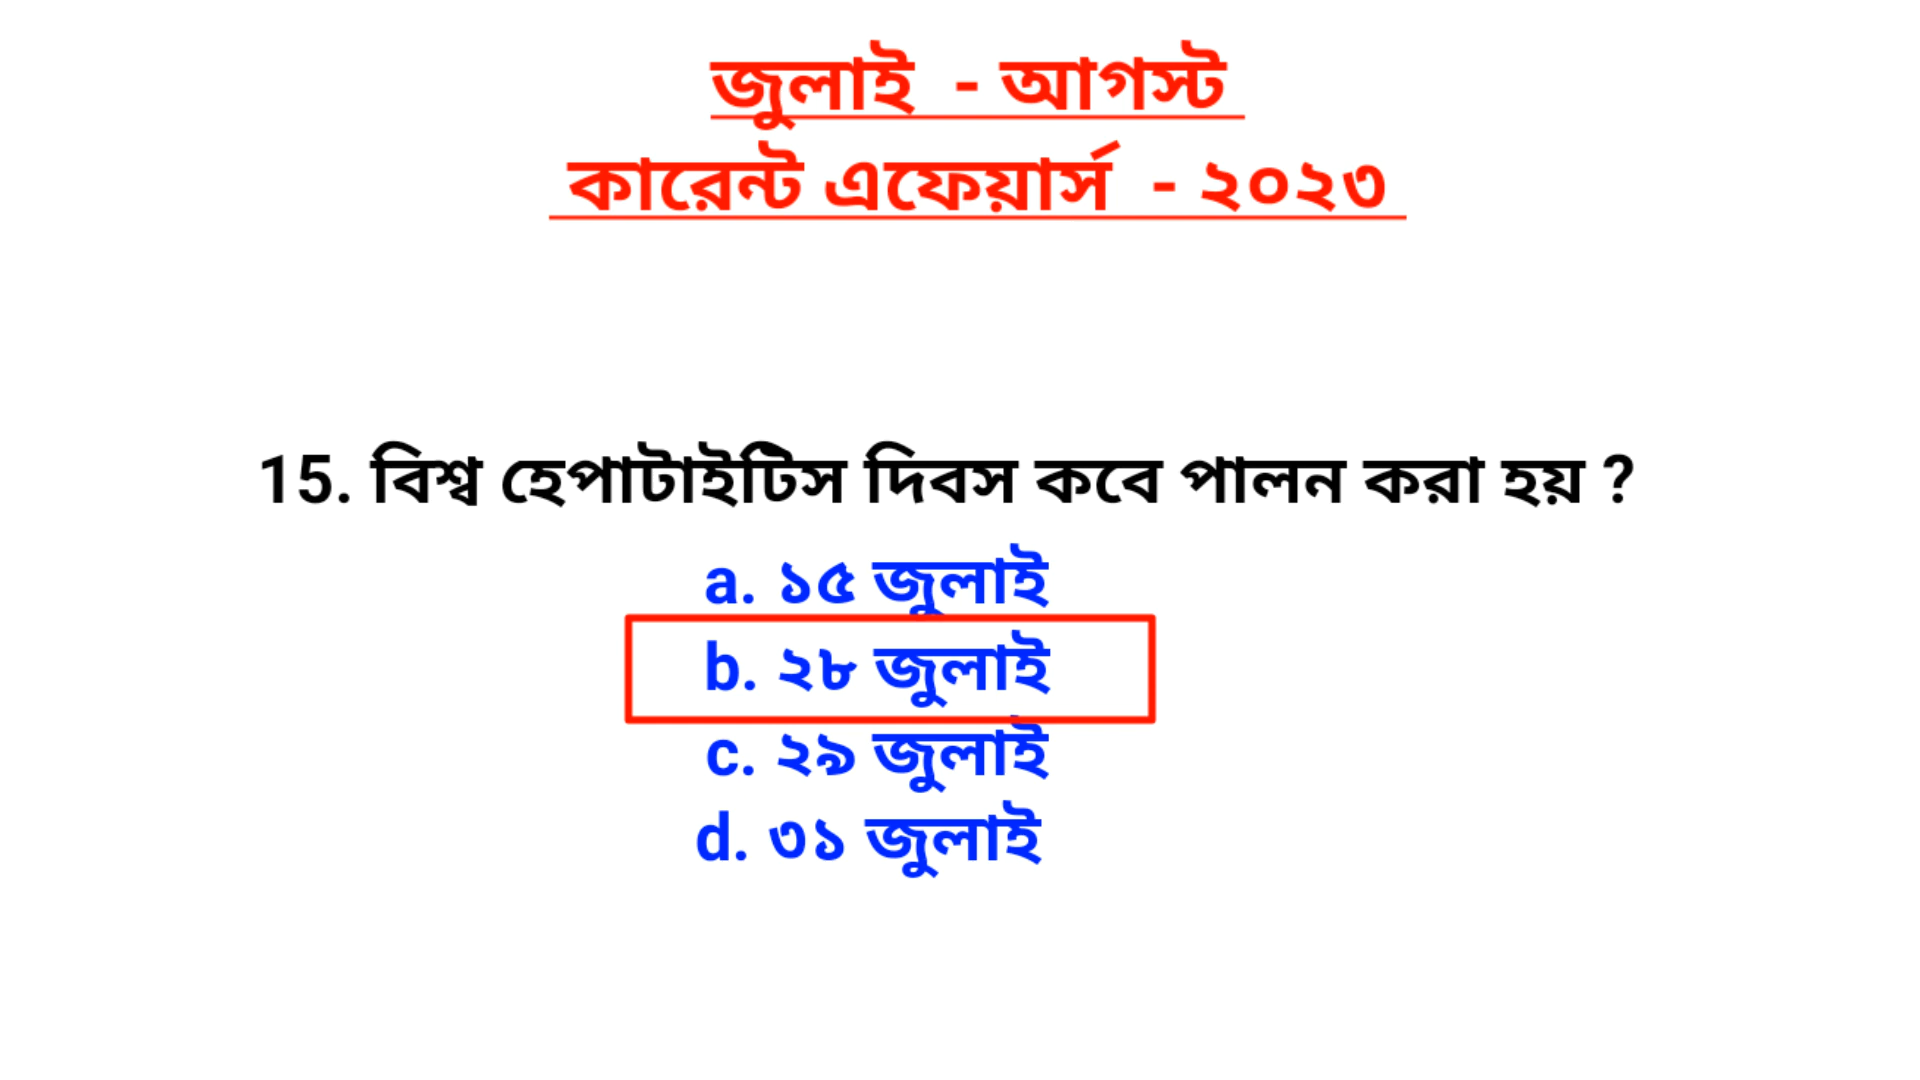 জুলাই - আগস্ট
কারেন্ট এফেয়ার্স - ২০২৩
15. বিশ্ব হেপাটাইটিস দিবস কবে পালন করা হয় ?
a. ১৫ জুলাই
b. ২৮ জুলাই
c. ২৯ জুলাই
d. ৩১ জুলাই